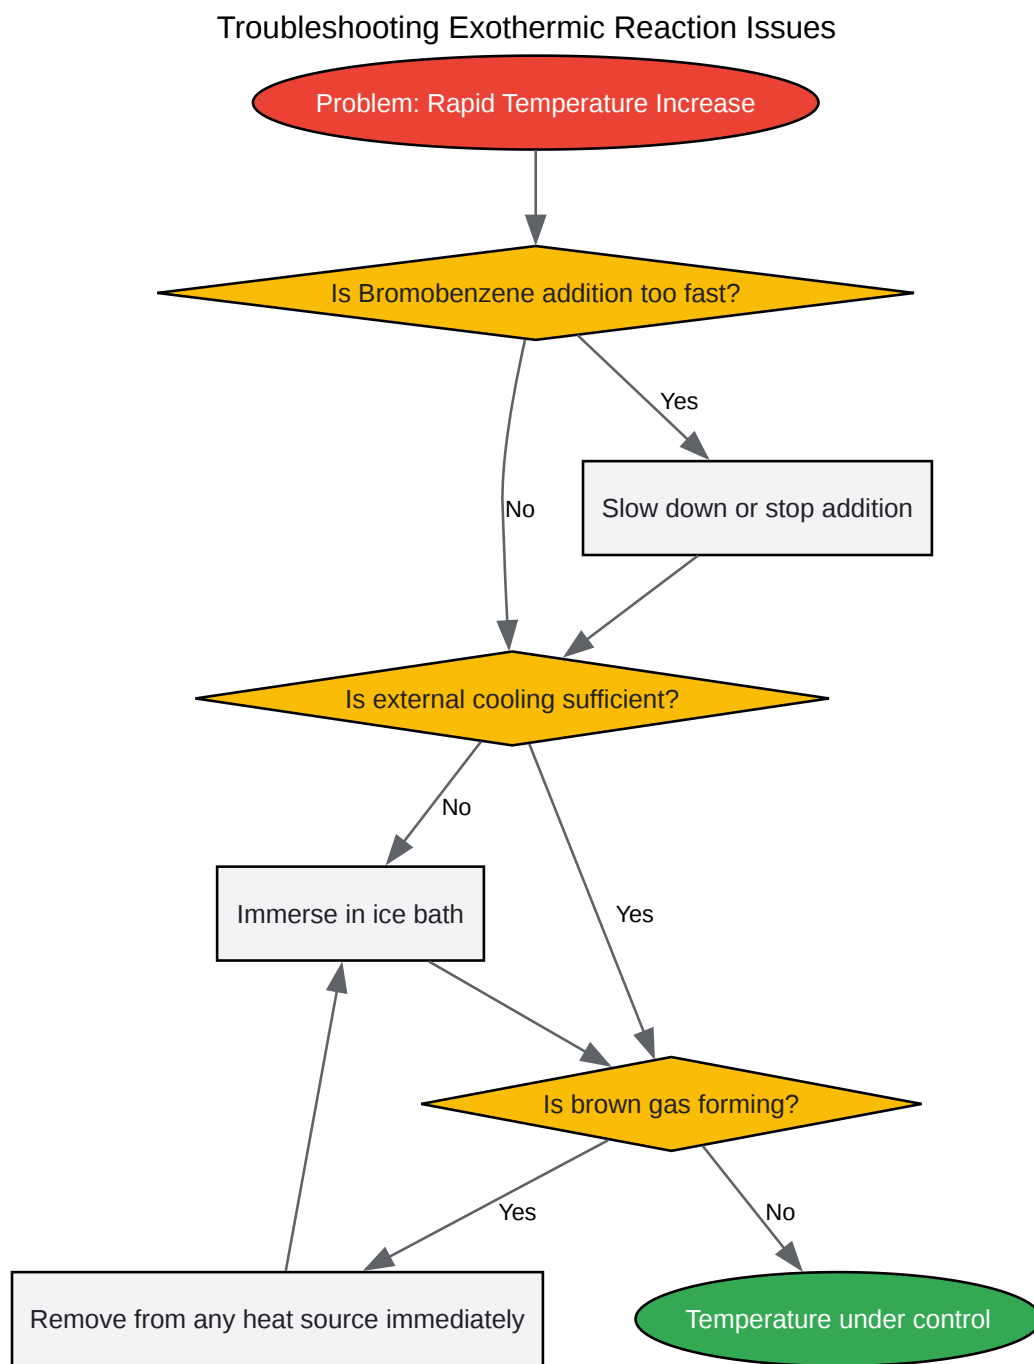 Troubleshooting Exothermic Reaction Issues
Problem: Rapid Temperature Increase
Is Bromobenzene addition too fast?
Yes
Slow down or stop addition
No
Is external cooling sufficient?
No
Immerse in ice bath
Yes
Is brown gas forming?
Yes
No
Remove from any heat source immediately
Temperature under control